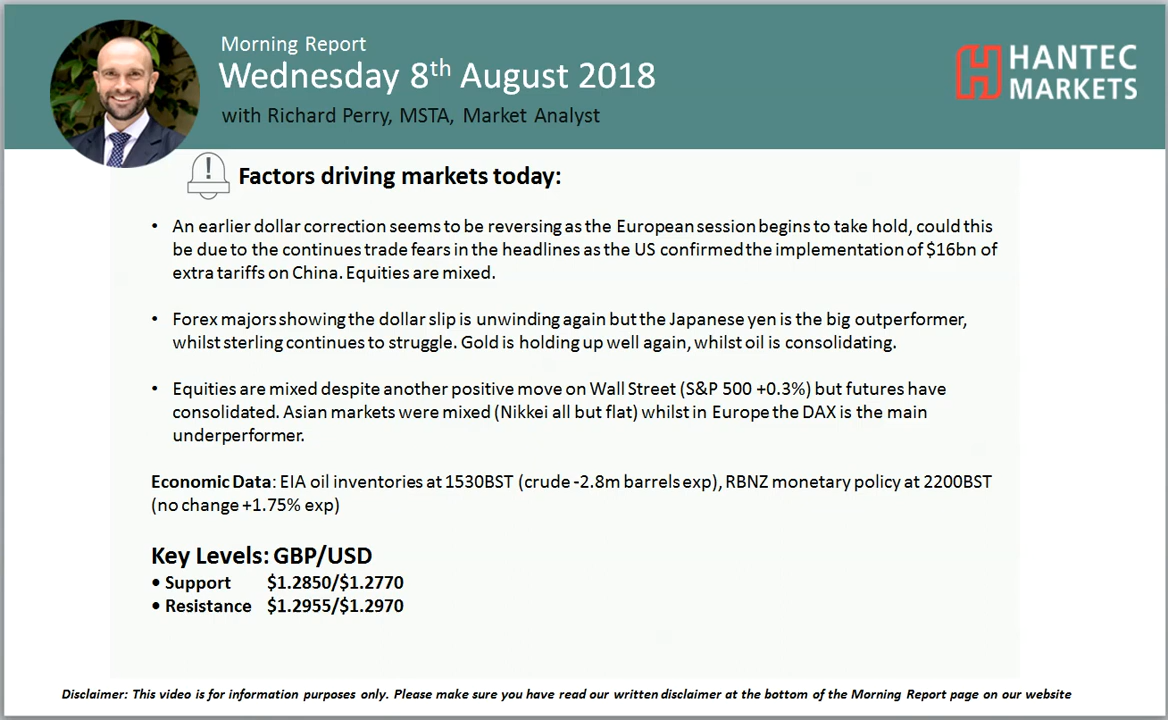 Morning Report
Wednesday 8th August 2018
with Richard Perry, MSTA, Market Analyst
HANTEC
MARKETS
!
Factors driving markets today:
• An earlier dollar correction seems to be reversing as the European session begins to take hold, could this
be due to the continues trade fears in the headlines as the US confirmed the implementation of $16bn of
extra tariffs on China. Equities are mixed.
• Forex majors showing the dollar slip is unwinding again but the Japanese yen is the big outperformer,
whilst sterling continues to struggle. Gold is holding up well again, whilst oil is consolidating.
• Equities are mixed despite another positive move on Wall Street (S&P 500 +0.3%) but futures have
consolidated. Asian markets were mixed (Nikkei all but flat) whilst in Europe the DAX is the main
underperformer.
Economic Data: EIA oil inventories at 1530BST (crude -2.8m barrels exp), RBNZ monetary policy at 2200BST
(no change +1.75% exp)
Key Levels: GBP/USD
• Support $1.2850/$1.2770
• Resistance $1.2955/$1.2970
Disclaimer: This video is for information purposes only. Please make sure you have read our written disclaimer at the bottom of the Morning Report page on our website